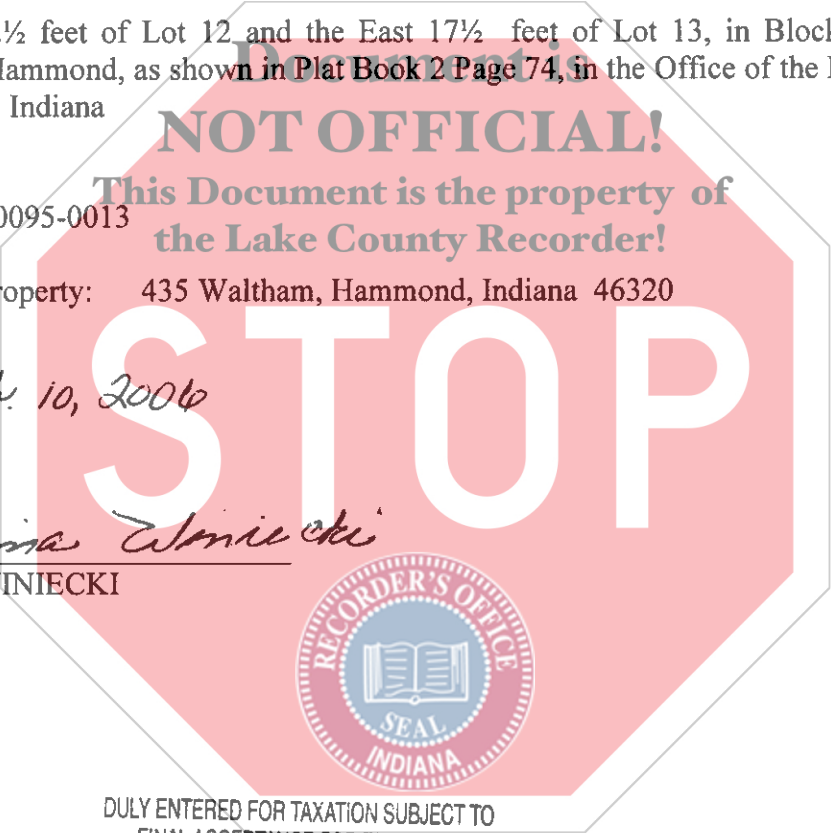 ½ feet of Lot 12 and the East 17½ feet of Lot 13, in Block
Hammond, as shown in Plat Book 2 Page 74, in the Office of the
Document is
Indiana
NOT OFFICIAL!
This Document is the property of
0095-0013
the Lake County Recorder!
roperty: 435 Waltham, Hammond, Indiana 46320
STOP
10, 2006
Winiecki
INIECKI
RECORDER'S OFFICE
SEAL
INDIANA
DULY ENTERED FOR TAXATION SUBJECT TO